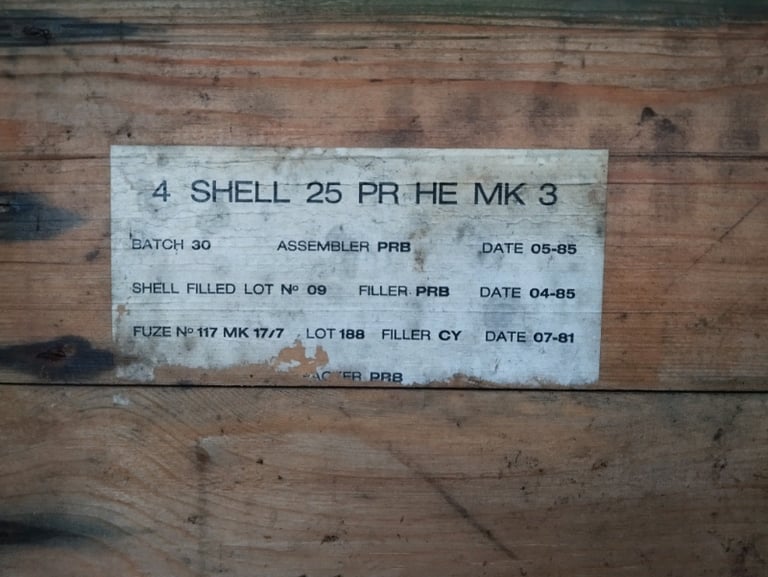 4 SHELL 25 PR HE MK 3
BATCH 30 ASSEMBLER PRB DATE 05-85
SHELL FILLED LOT Nº 09 FILLER PRB DATE 04-85
FUZE Nº 117 MK 17/7 LOT 188 FILLER CY DATE 07-81
PRB